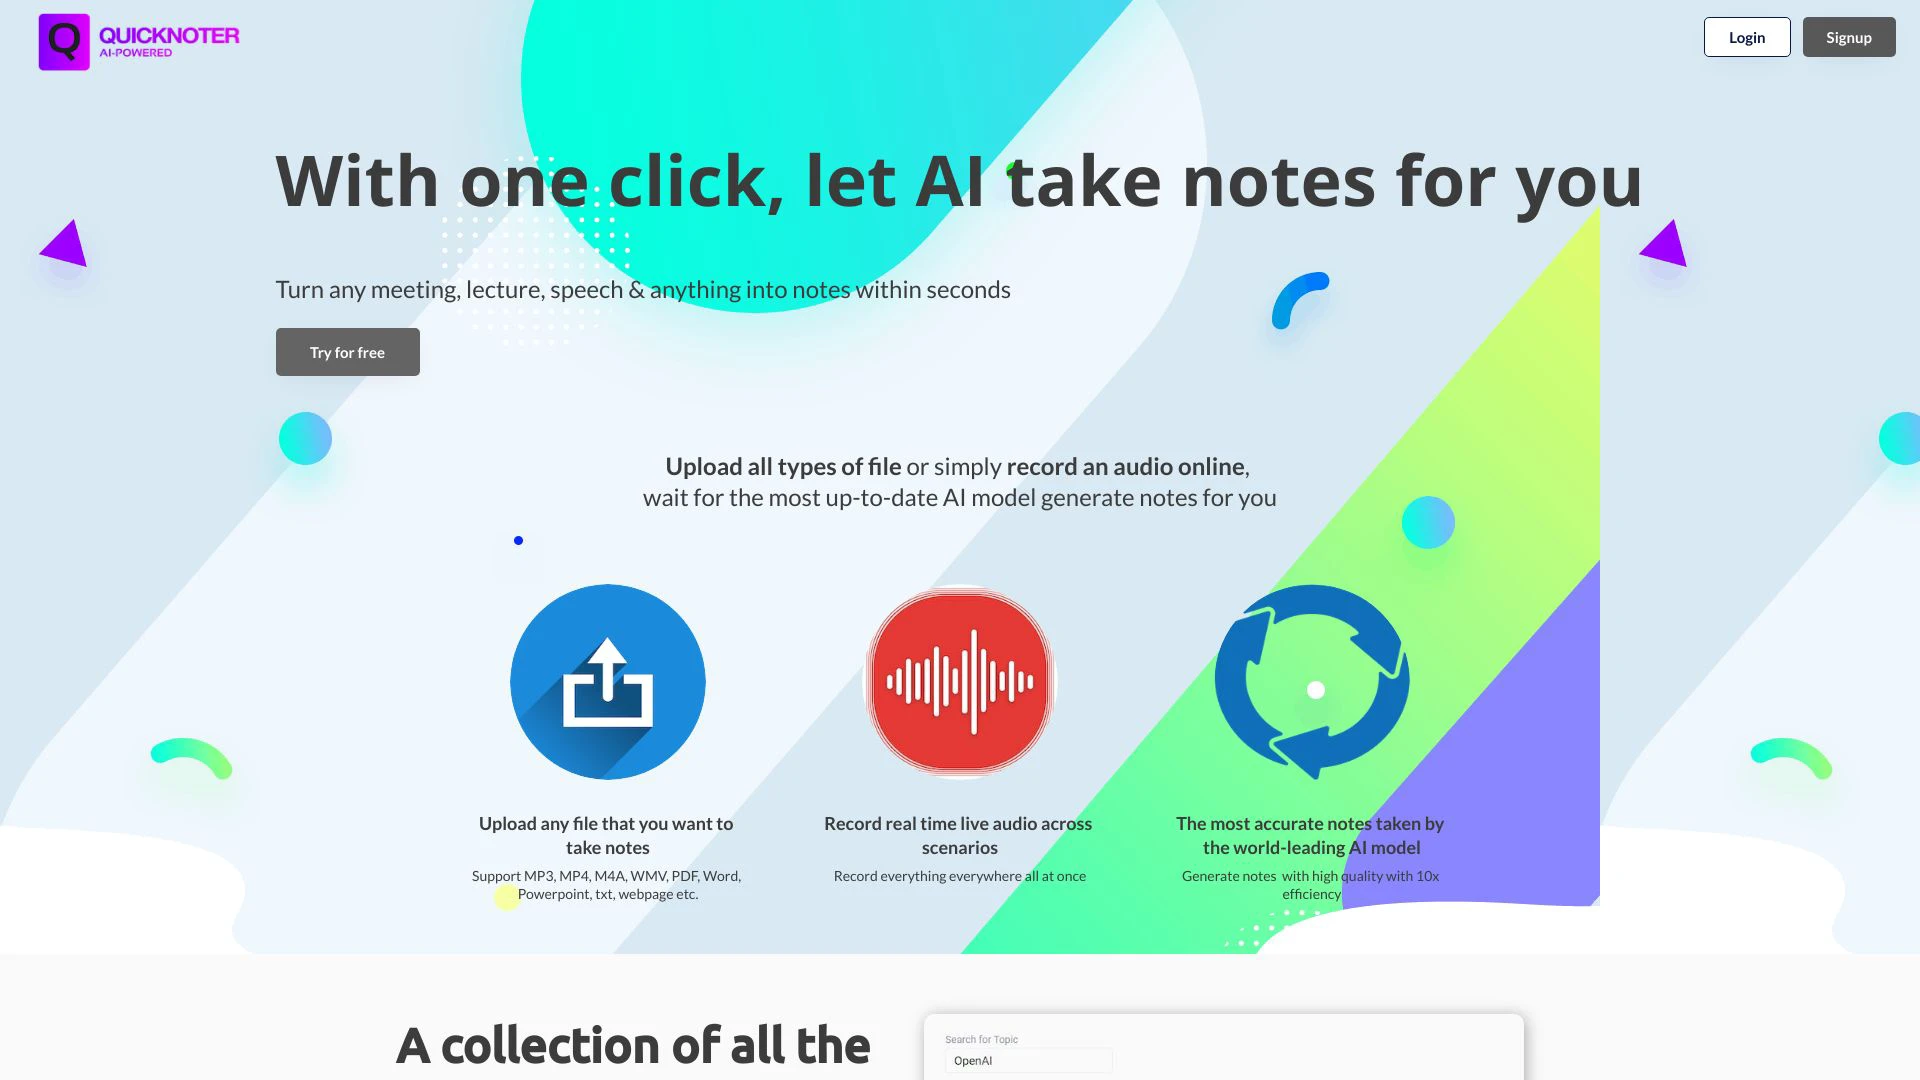 Q
QUICKNOTER
AI-POWERED
Login
Signup
With one click, let AI take notes for you
Turn any meeting, lecture, speech & anything into notes within seconds
Try for free
Upload all types of file or simply record an audio online,
wait for the most up-to-date AI model generate notes for you
Upload any file that you want to
take notes
Support MP3, MP4, M4A, WMV, PDF, Word,
Powerpoint, txt, webpage etc.
Record real time live audio across
scenarios
Record everything everywhere all at once
The most accurate notes taken by
the world-leading AI model
Generate notes with high quality with 10x
efficiency
A collection of all the
Search for Topic
OpenAI